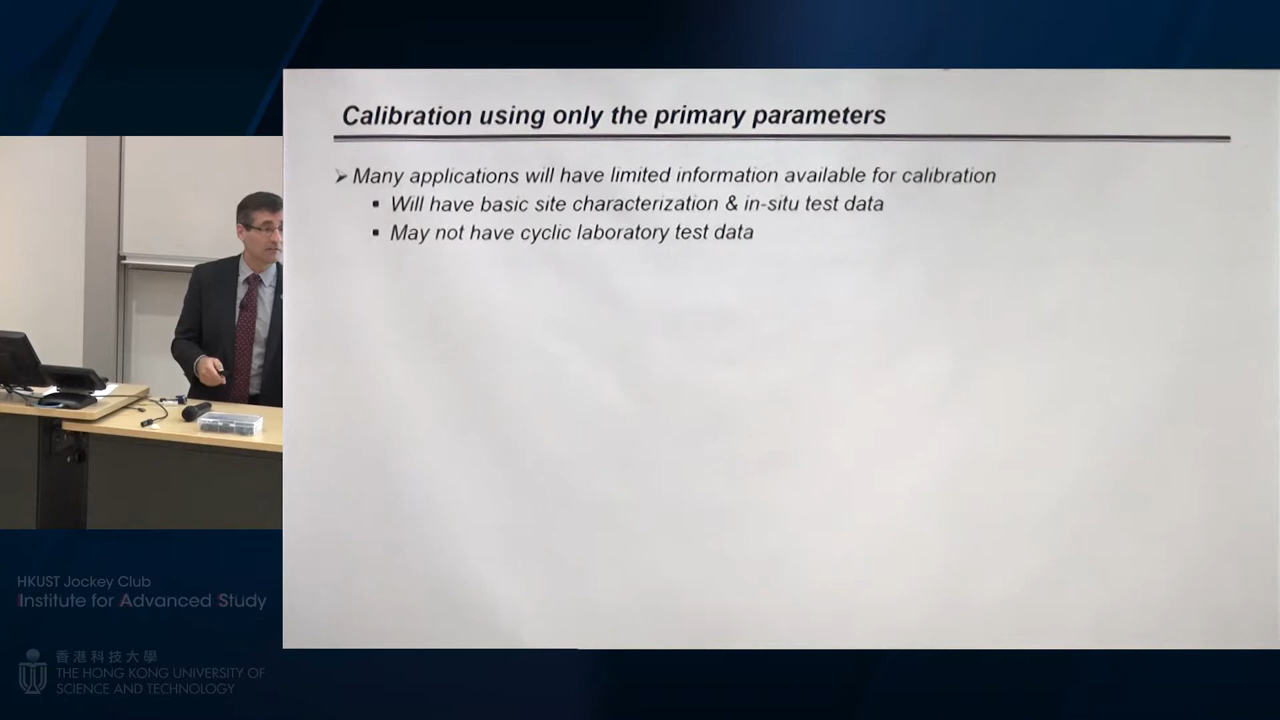 Calibration using only the primary parameters
➢ Many applications will have limited information available for calibration
▪ Will have basic site characterization & in-situ test data
▪ May not have cyclic laboratory test data
HKUST Jockey Club
Institute for Advanced Study
香港科技大學
THE HONG KONG UNIVERSITY OF
SCIENCE AND TECHNOLOGY